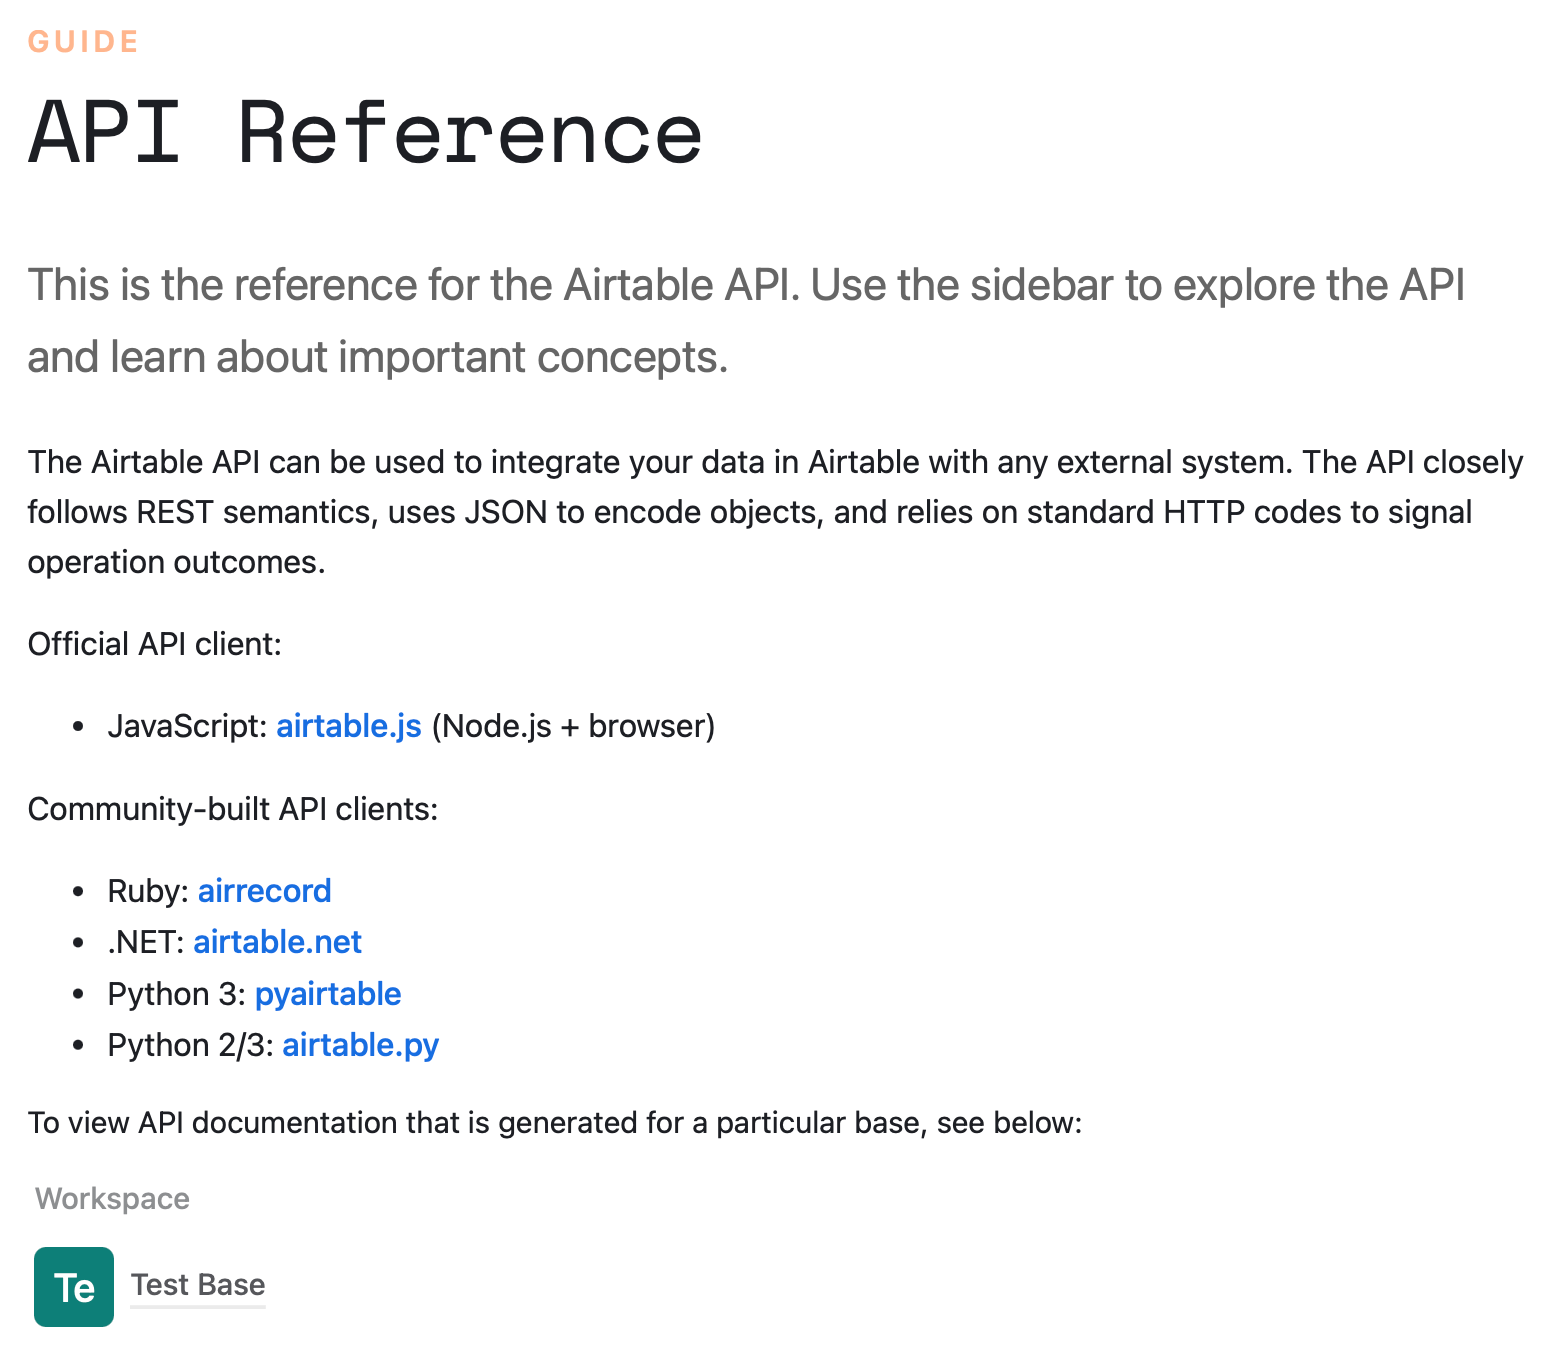 GUIDE
API Reference
This is the reference for the Airtable API. Use the sidebar to explore the API
and learn about important concepts.
The Airtable API can be used to integrate your data in Airtable with any external system. The API closely
follows REST semantics, uses JSON to encode objects, and relies on standard HTTP codes to signal
operation outcomes.
Official API client:
• JavaScript: airtable.js (Node.js + browser)
Community-built API clients:
• Ruby: airrecord
• .NET: airtable.net
• Python 3: pyairtable
• Python 2/3: airtable.py
To view API documentation that is generated for a particular base, see below:
Workspace
Te Test Base